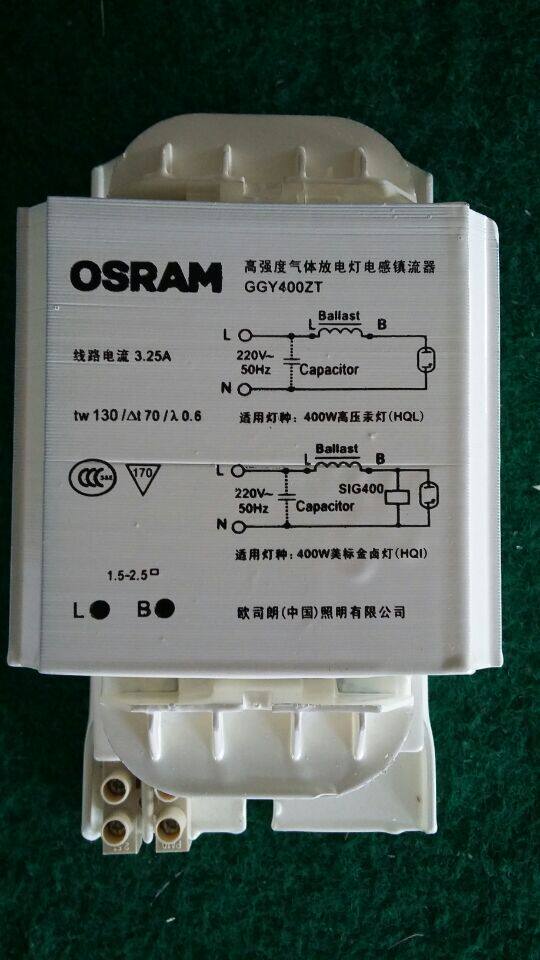 OSRAM
高强度气体放电灯电感镇流器
GGY400ZT
线路电流 3.25A
Ballast
L B
L
220V~
50Hz
Capacitor
N
tw 130 /Δt 70 / λ 0.6
适用灯种: 400W高压汞灯(HQL)
Ballast
L B
L
220V~
50Hz
Capacitor
SIG400
N
170
适用灯种: 400W美标金卤灯(HQI)
1.5-2.5
L B
欧司朗(中国)照明有限公司